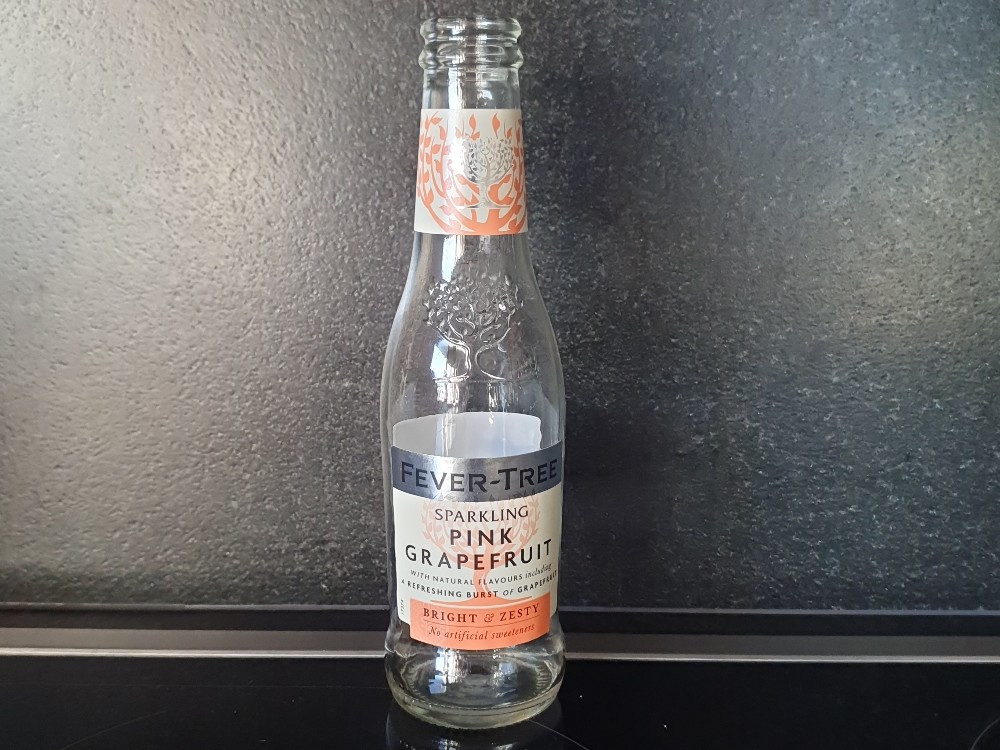 FEVER-TREE
SPARKLING
PINK
GRAPEFRUIT
WITH NATURAL FLAVOURS including
A REFRESHING BURST OF GRAPEFRUIT
BRIGHT & ZESTY
No artificial sweeteners